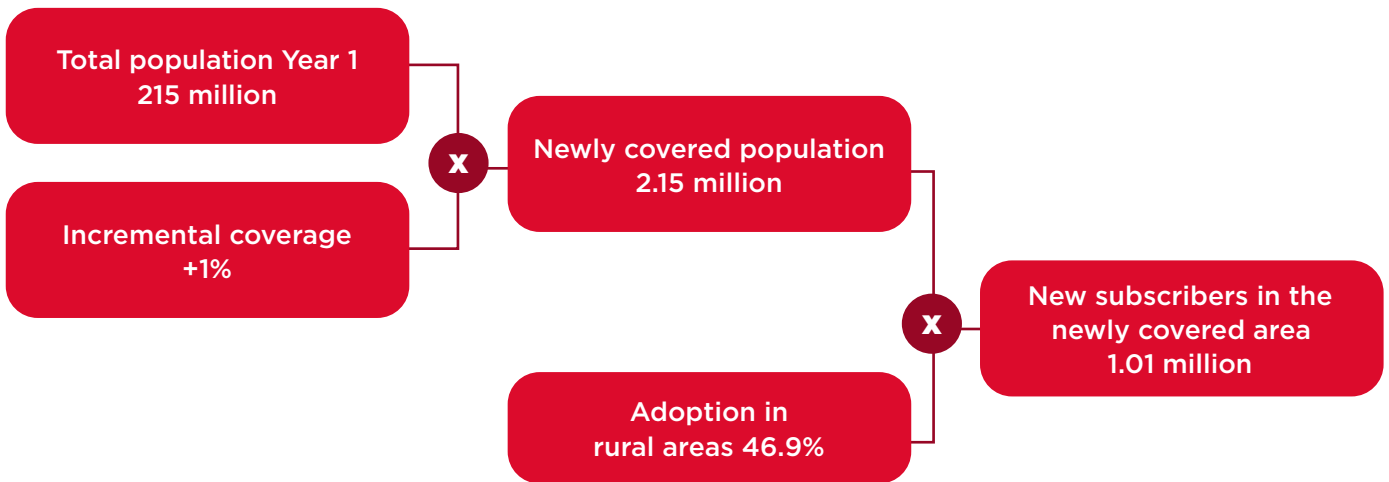 Total population Year 1
215 million
Incremental coverage
+1%
x
Newly covered population
2.15 million
Adoption in
rural areas 46.9%
x
New subscribers in the
newly covered area
1.01 million